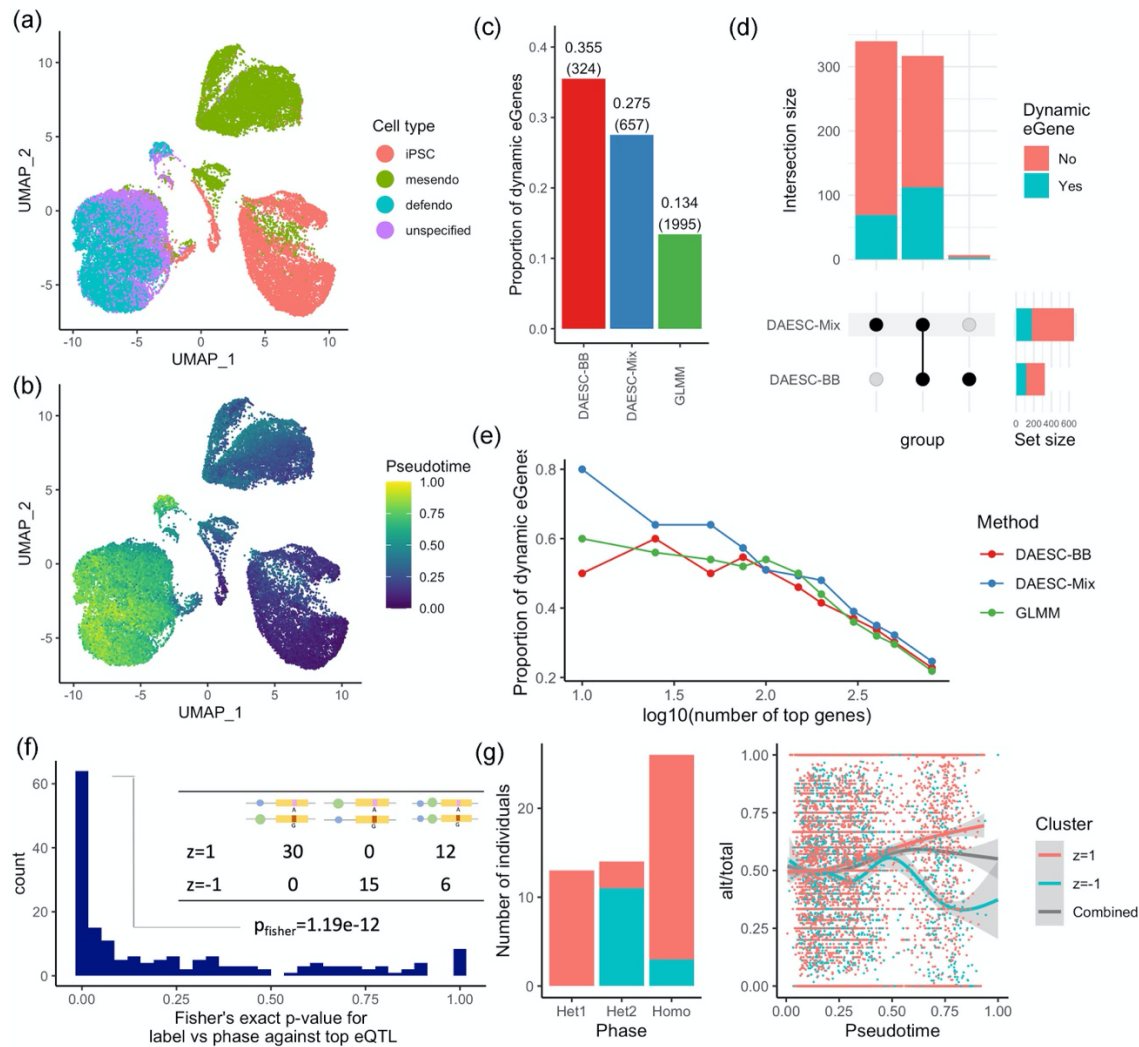 (a)
10
5
0
-5
UMAP_2
-10
-5
0
5
10
UMAP_1
Cell type
iPSC
mesendo
defendo
unspecified
(b)
10
5
0
-5
UMAP_2
-10
-5
0
5
10
UMAP_1
Pseudotime
1.00
0.75
0.50
0.25
0.00
(c)
Proportion of dynamic eGenes
0.4
0.3
0.2
0.1
0.0
0.355
(324)
0.275
(657)
0.134
(1995)
DAESC-BB
DAESC-Mix
GLMM
(d)
Intersection size
300
200
100
0
Dynamic
eGene
No
Yes
DAESC-Mix
DAESC-BB
group
0 200 400 600
Set size
(e)
Proportion of dynamic eGenes
0.8
0.6
0.4
0.2
1.0
1.5
2.0
2.5
log10(number of top genes)
Method
DAESC-BB
DAESC-Mix
GLMM
(f)
count
60
40
20
0
A
A
A
G
G
G
z=1 30 0 12
z=-1 0 15 6
pfisher=1.19e-12
0.00
0.25
0.50
0.75
1.00
Fisher's exact p-value for
label vs phase against top eQTL
(g)
Number of individuals
20
10
0
Het1
Het2
Homo
Phase
alt/total
1.00
0.75
0.50
0.25
0.00
0.00
0.25
0.50
0.75
1.00
Pseudotime
Cluster
z=1
z=-1
Combined